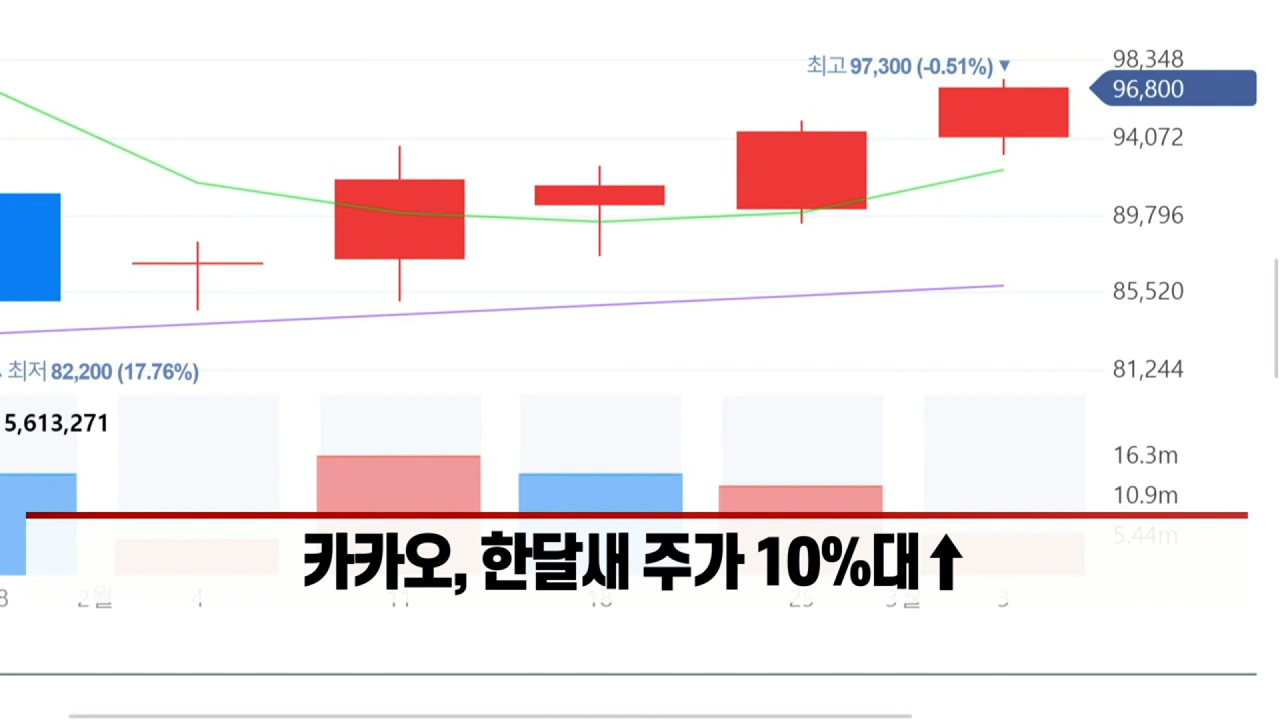 최고 97,300 (-0.51%) ▼
98,348
96,800
94,072
89,796
85,520
최저 82,200 (17.76%)
81,244
5,613,271
16.3m
10.9m
5.44m
카카오, 한달새 주가 10%대↑
8 2월 4 11 18 25 3월 3